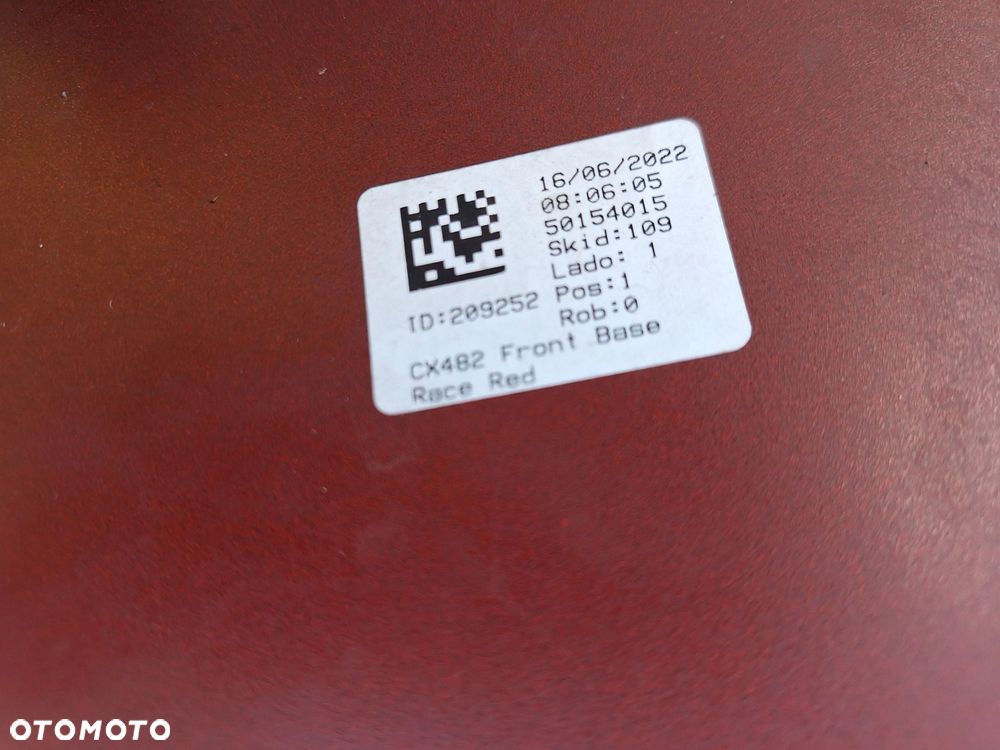 16/06/2022
08:06:05
50154015
Skid:109
Lado: 1
Pos:1
Rob:0
ID:209252
CX482 Front Base
Race Red
OTOMOTO